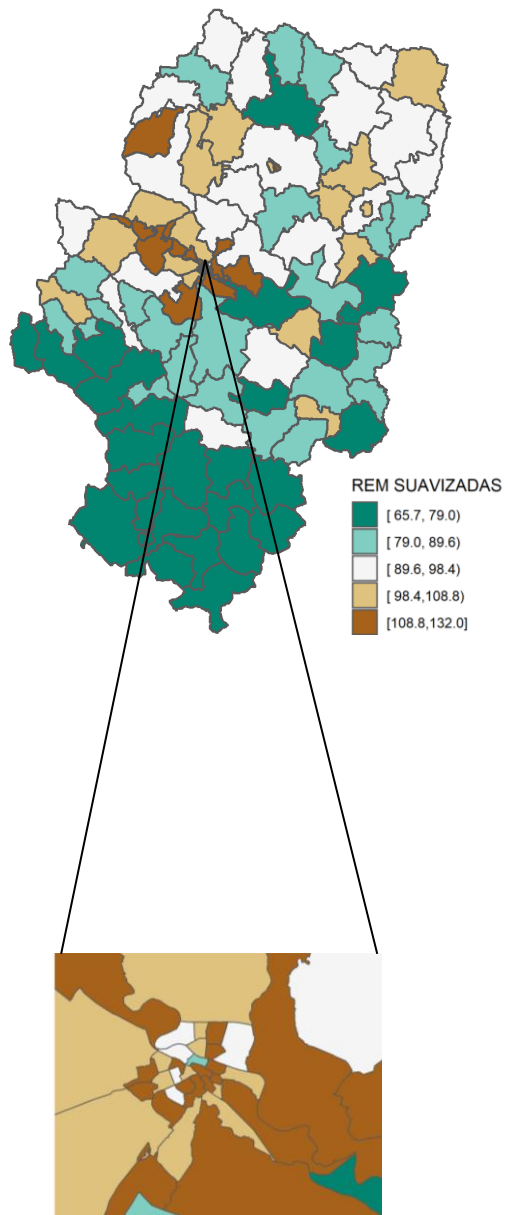 REM SUAVIZADAS
[ 65.7, 79.0)
[ 79.0, 89.6)
[ 89.6, 98.4)
[ 98.4,108.8)
[108.8,132.0]